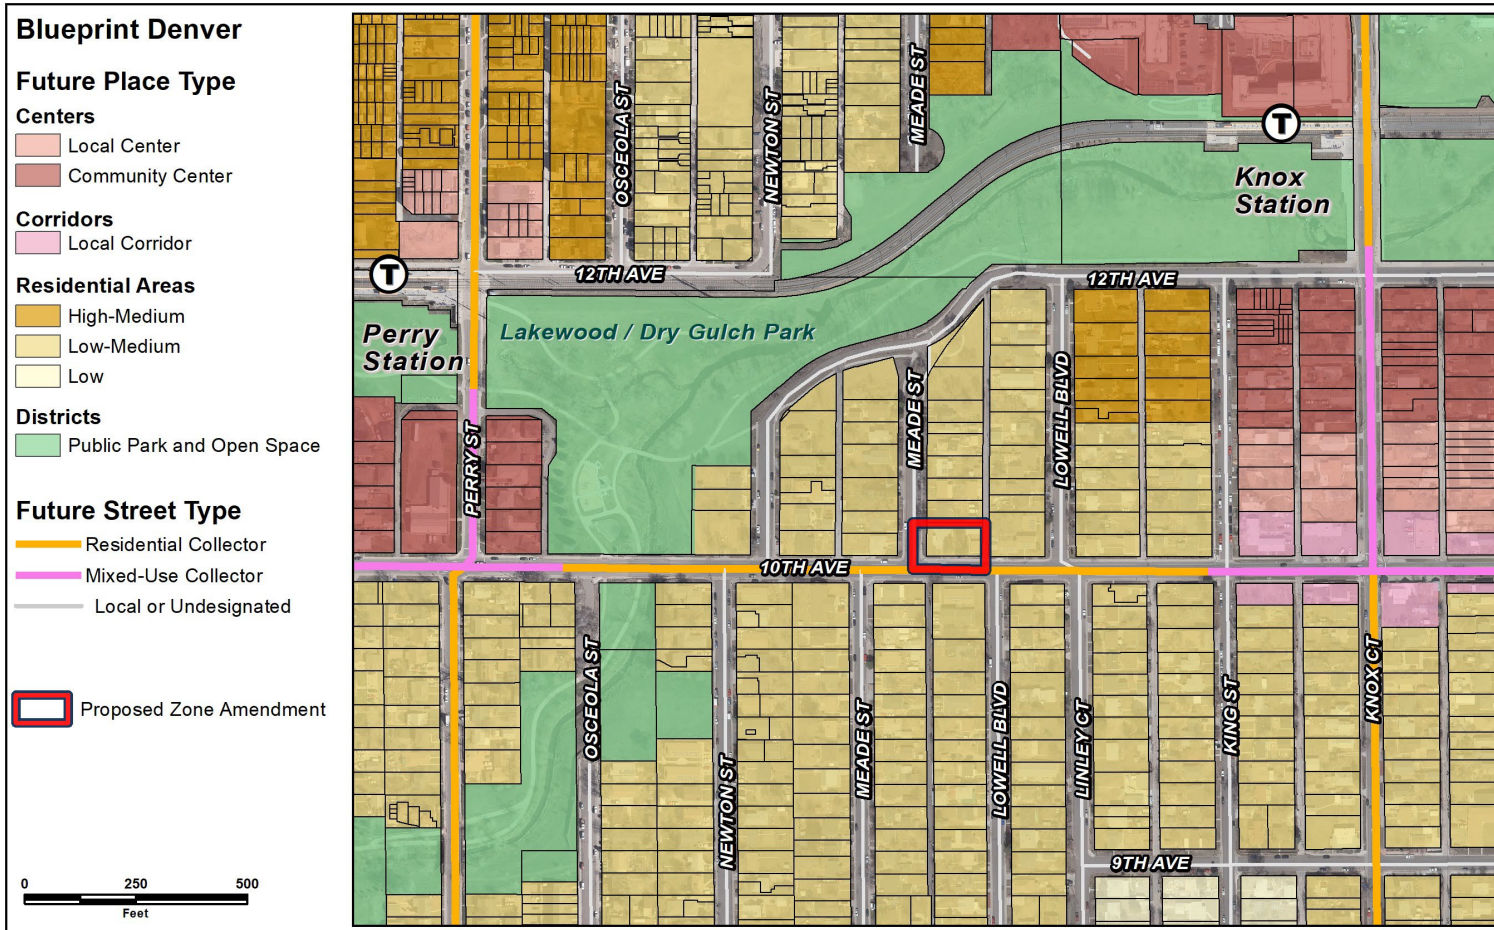 Blueprint Denver
Future Place Type
Centers
Local Center
Community Center
Corridors
Local Corridor
Residential Areas
High-Medium
Low-Medium
Low
Districts
Public Park and Open Space
Future Street Type
Residential Collector
Mixed-Use Collector
Local or Undesignated
Proposed Zone Amendment
0 250 500
Feet
OSCEOLA ST
NEWTON ST
MEADE ST
T
Knox
Station
12TH AVE
12TH AVE
T
Perry
Station
Lakewood / Dry Gulch Park
PERRY ST
MEADE ST
LOWELL BLVD
10TH AVE
OSCEOLA ST
NEWTON ST
MEADE ST
LOWELL BLVD
LINLEY CT
KING ST
KNOX CT
9TH AVE